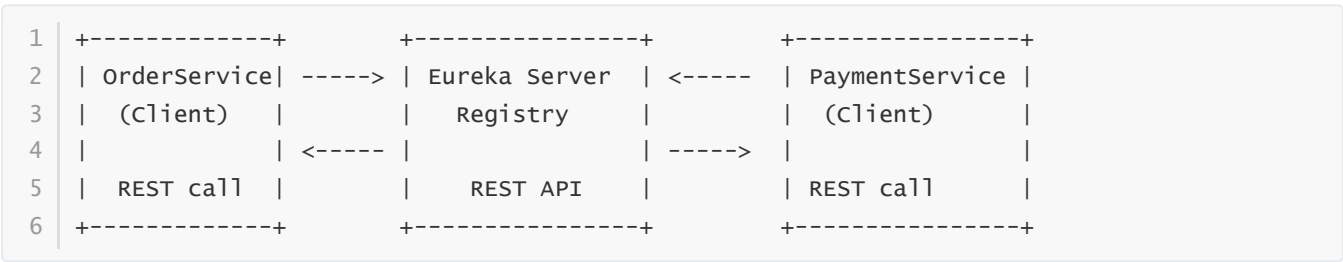 1 +-------------+        +----------------+          +----------------+
2 | OrderService| -----> | Eureka Server  | <-----  | PaymentService |
3 |  (Client)   |        |   Registry     |          |  (Client)      |
4 |             | <----- |                | ----->  |                |
5 |  REST call  |        |    REST API    |          | REST call      |
6 +-------------+        +----------------+          +----------------+